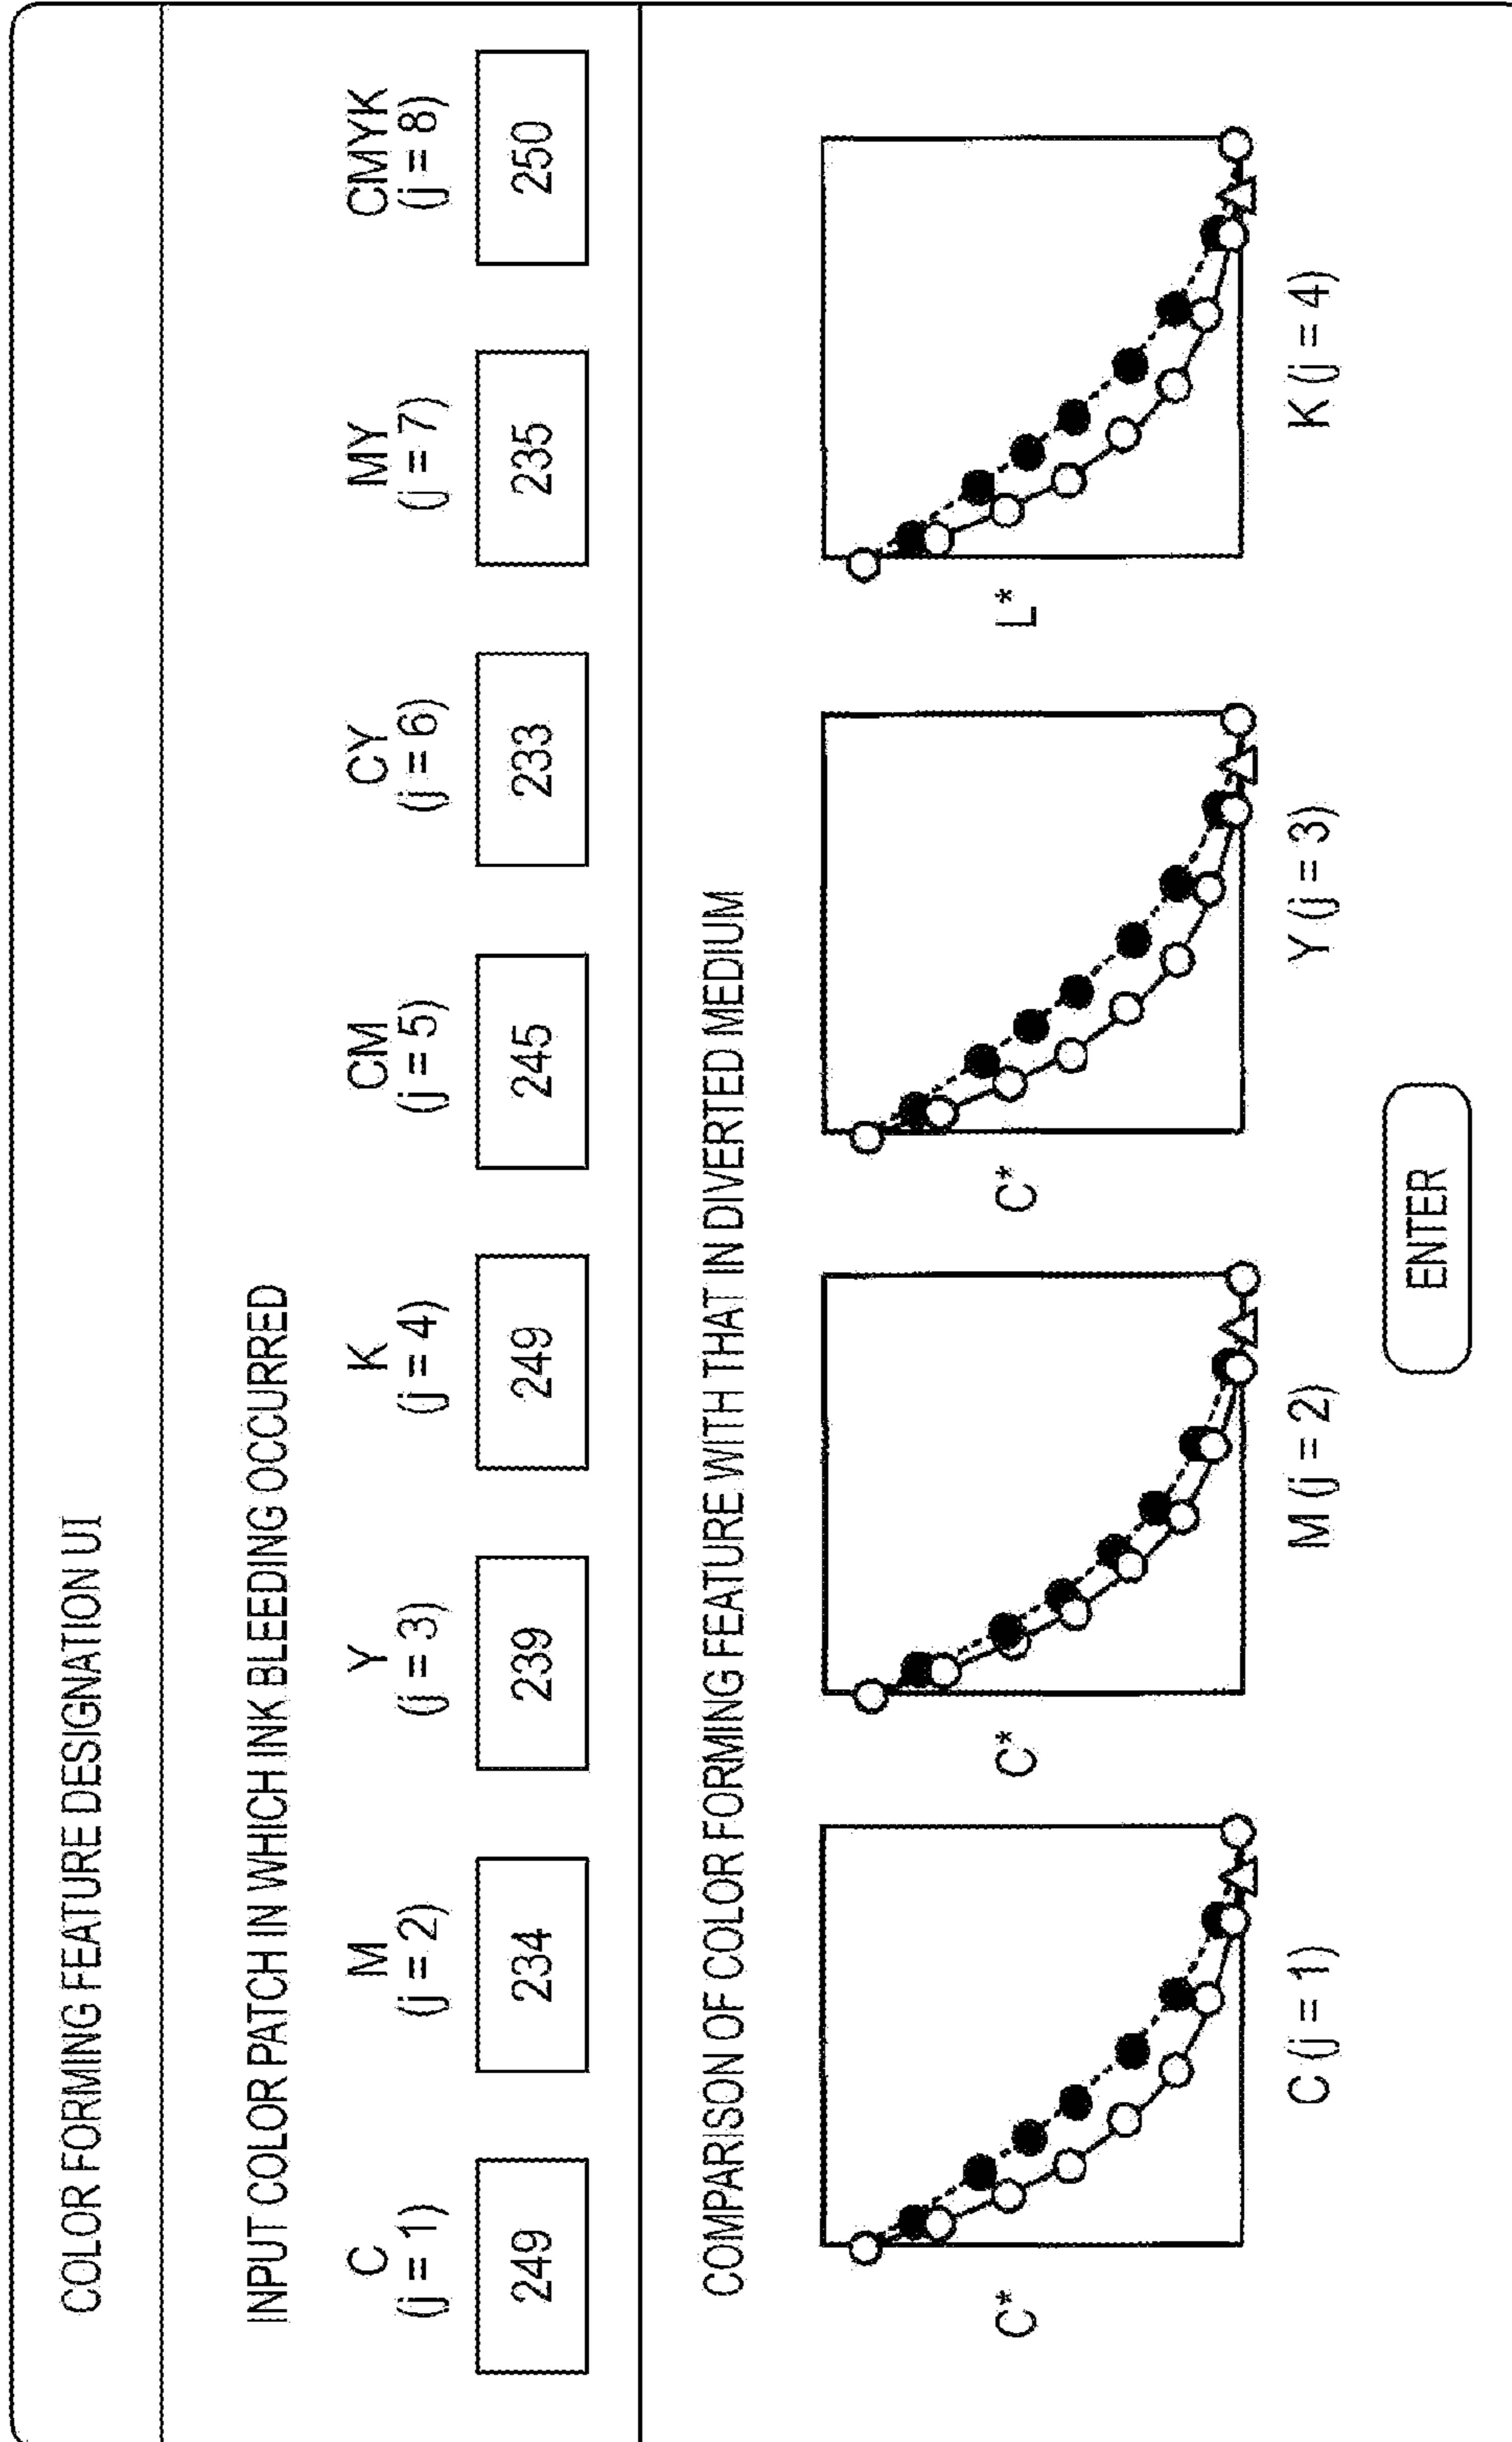 COLOR FORMING FEATURE DESIGNATION UI
INPUT COLOR PATCH IN WHICH INK BLEEDING OCCURRED
C M Y K CM CY MY CMYK
(j = 1) (j = 2) (j = 3) (j = 4) (j = 5) (j = 6) (j = 7) (j = 8)
249 234 239 249 245 233 235 250
COMPARISON OF COLOR FORMING FEATURE WITH THAT IN DIVERTED MEDIUM
C* C* C* L*
C (j = 1) M (j = 2) Y (j = 3) K (j = 4)
ENTER